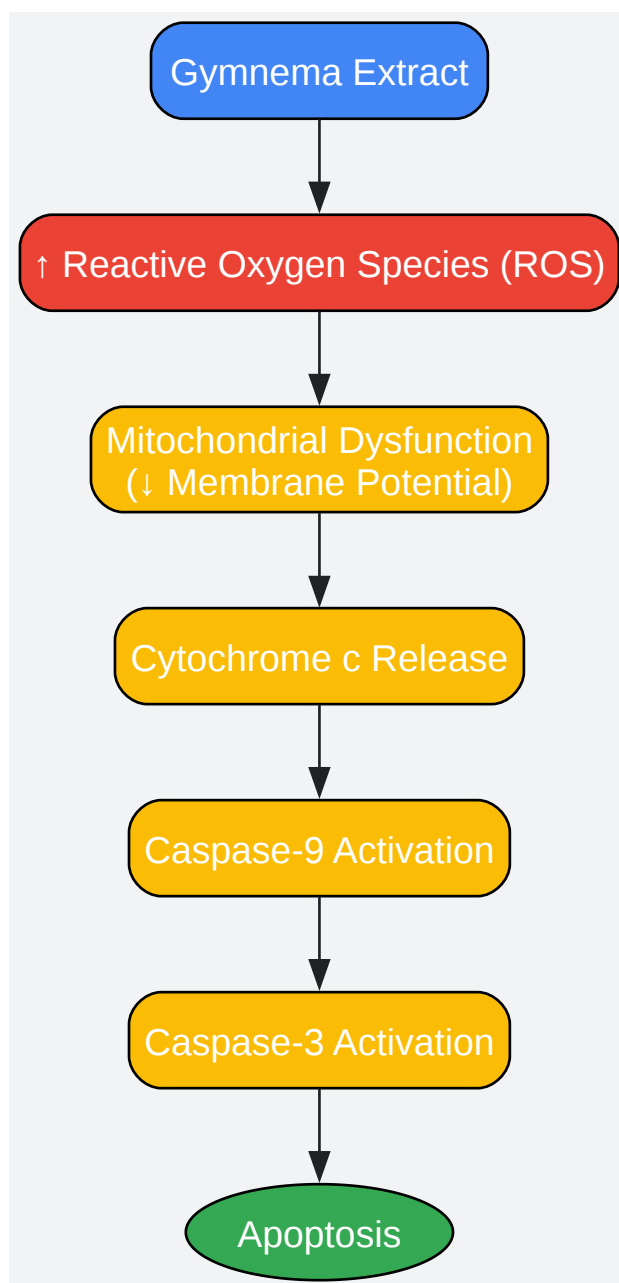 Gymnema Extract
↑ Reactive Oxygen Species (ROS)
Mitochondrial Dysfunction
(↓ Membrane Potential)
Cytochrome c Release
Caspase-9 Activation
Caspase-3 Activation
Apoptosis